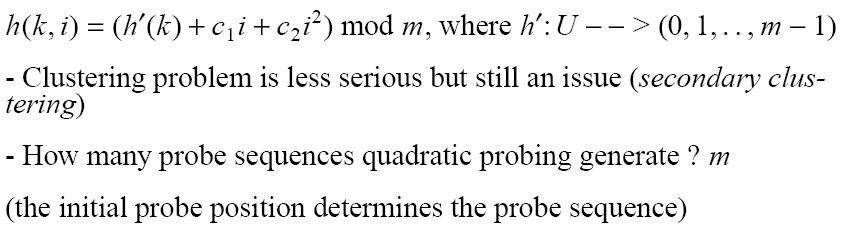 h(k, i) = (h′(k) + c₁i + c₂i²) mod m, where h′: U – – > (0, 1, . . , m – 1)
- Clustering problem is less serious but still an issue (secondary clus-
tering)
- How many probe sequences quadratic probing generate ? m
(the initial probe position determines the probe sequence)